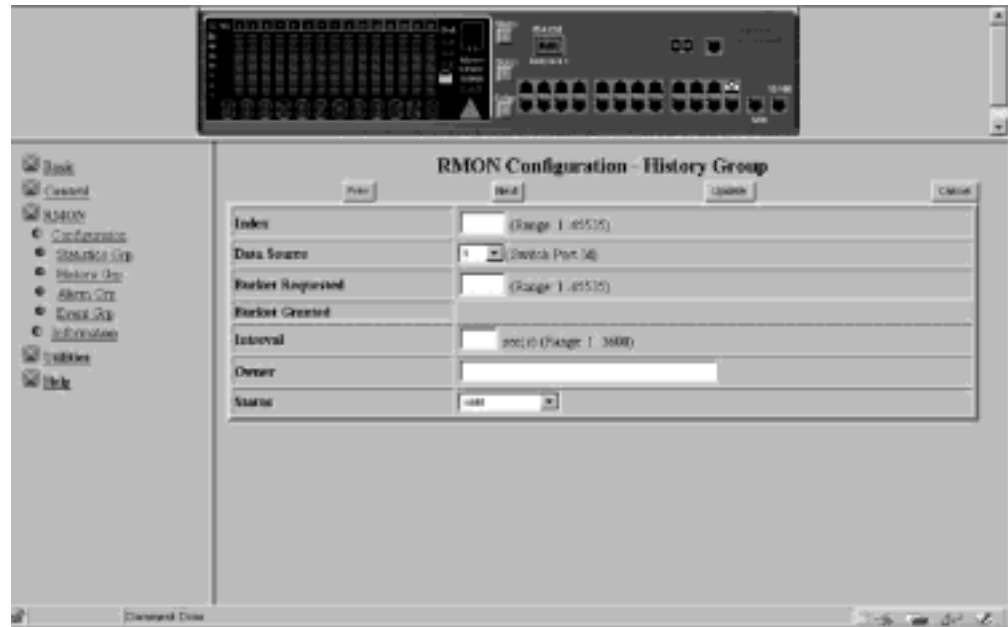 RMON Configuration - History Group
Prev
Next
Update
Cancel
Basic
Control
RMON
Configuration
Statistics Grp
History Grp
Alarm Grp
Event Grp
Information
Utilities
Help
Index (Range 1-65535)
Data Source (Switch Port Id)
Bucket Requested (Range 1-65535)
Bucket Granted
Interval sec(s) (Range 1-3600)
Owner
Status
Document: Done